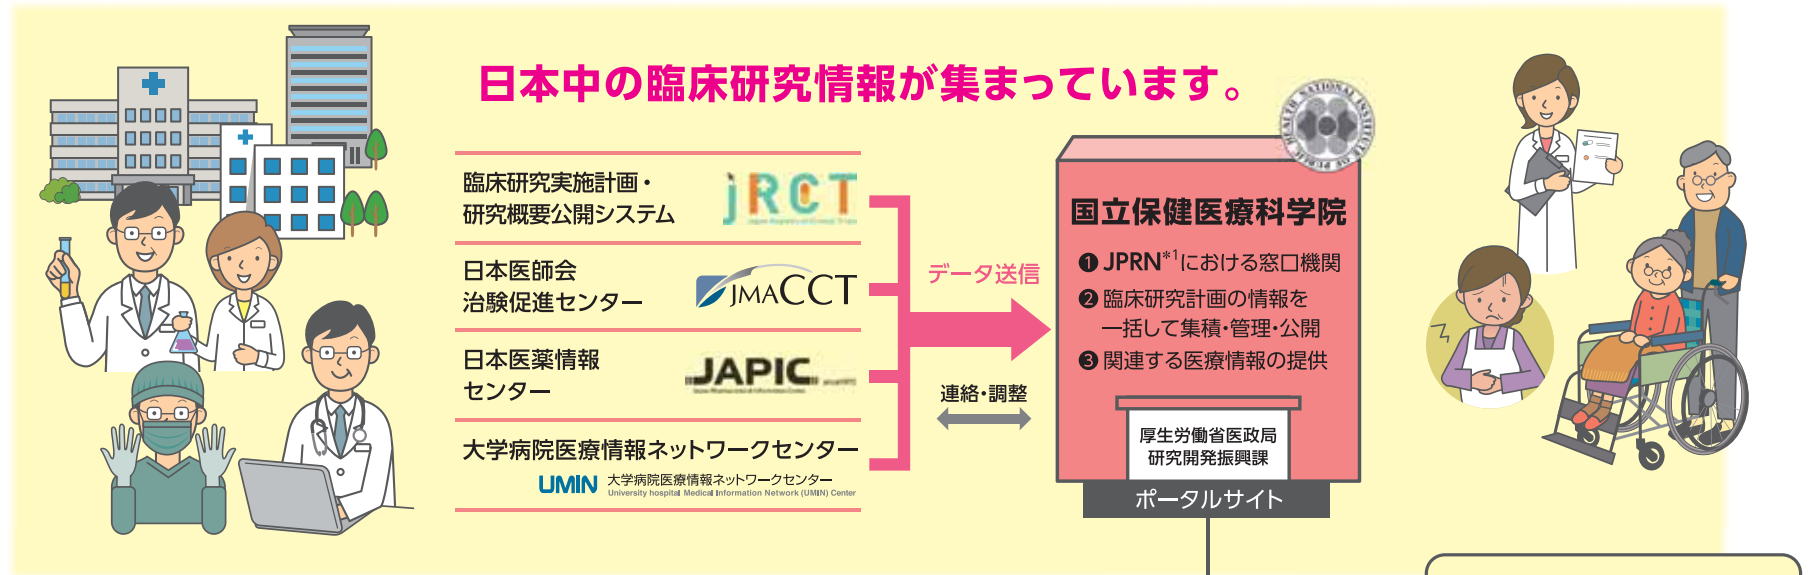 日本中の臨床研究情報が集まっています。
臨床研究実施計画・
研究概要公開システム
jRCT
日本医師会
治験促進センター
JMACCT
日本医薬情報
センター
JAPIC
大学病院医療情報ネットワークセンター
UMIN 大学病院医療情報ネットワークセンター
University hospital Medical Information Network (UMIN) Center
データ送信
連絡・調整
NATIONAL INSTITUTE OF PUBLIC HEALTH
国立保健医療科学院
❶ JPRN*1における窓口機関
❷ 臨床研究計画の情報を
一括して集積・管理・公開
❸ 関連する医療情報の提供
厚生労働省医政局
研究開発振興課
ポータルサイト